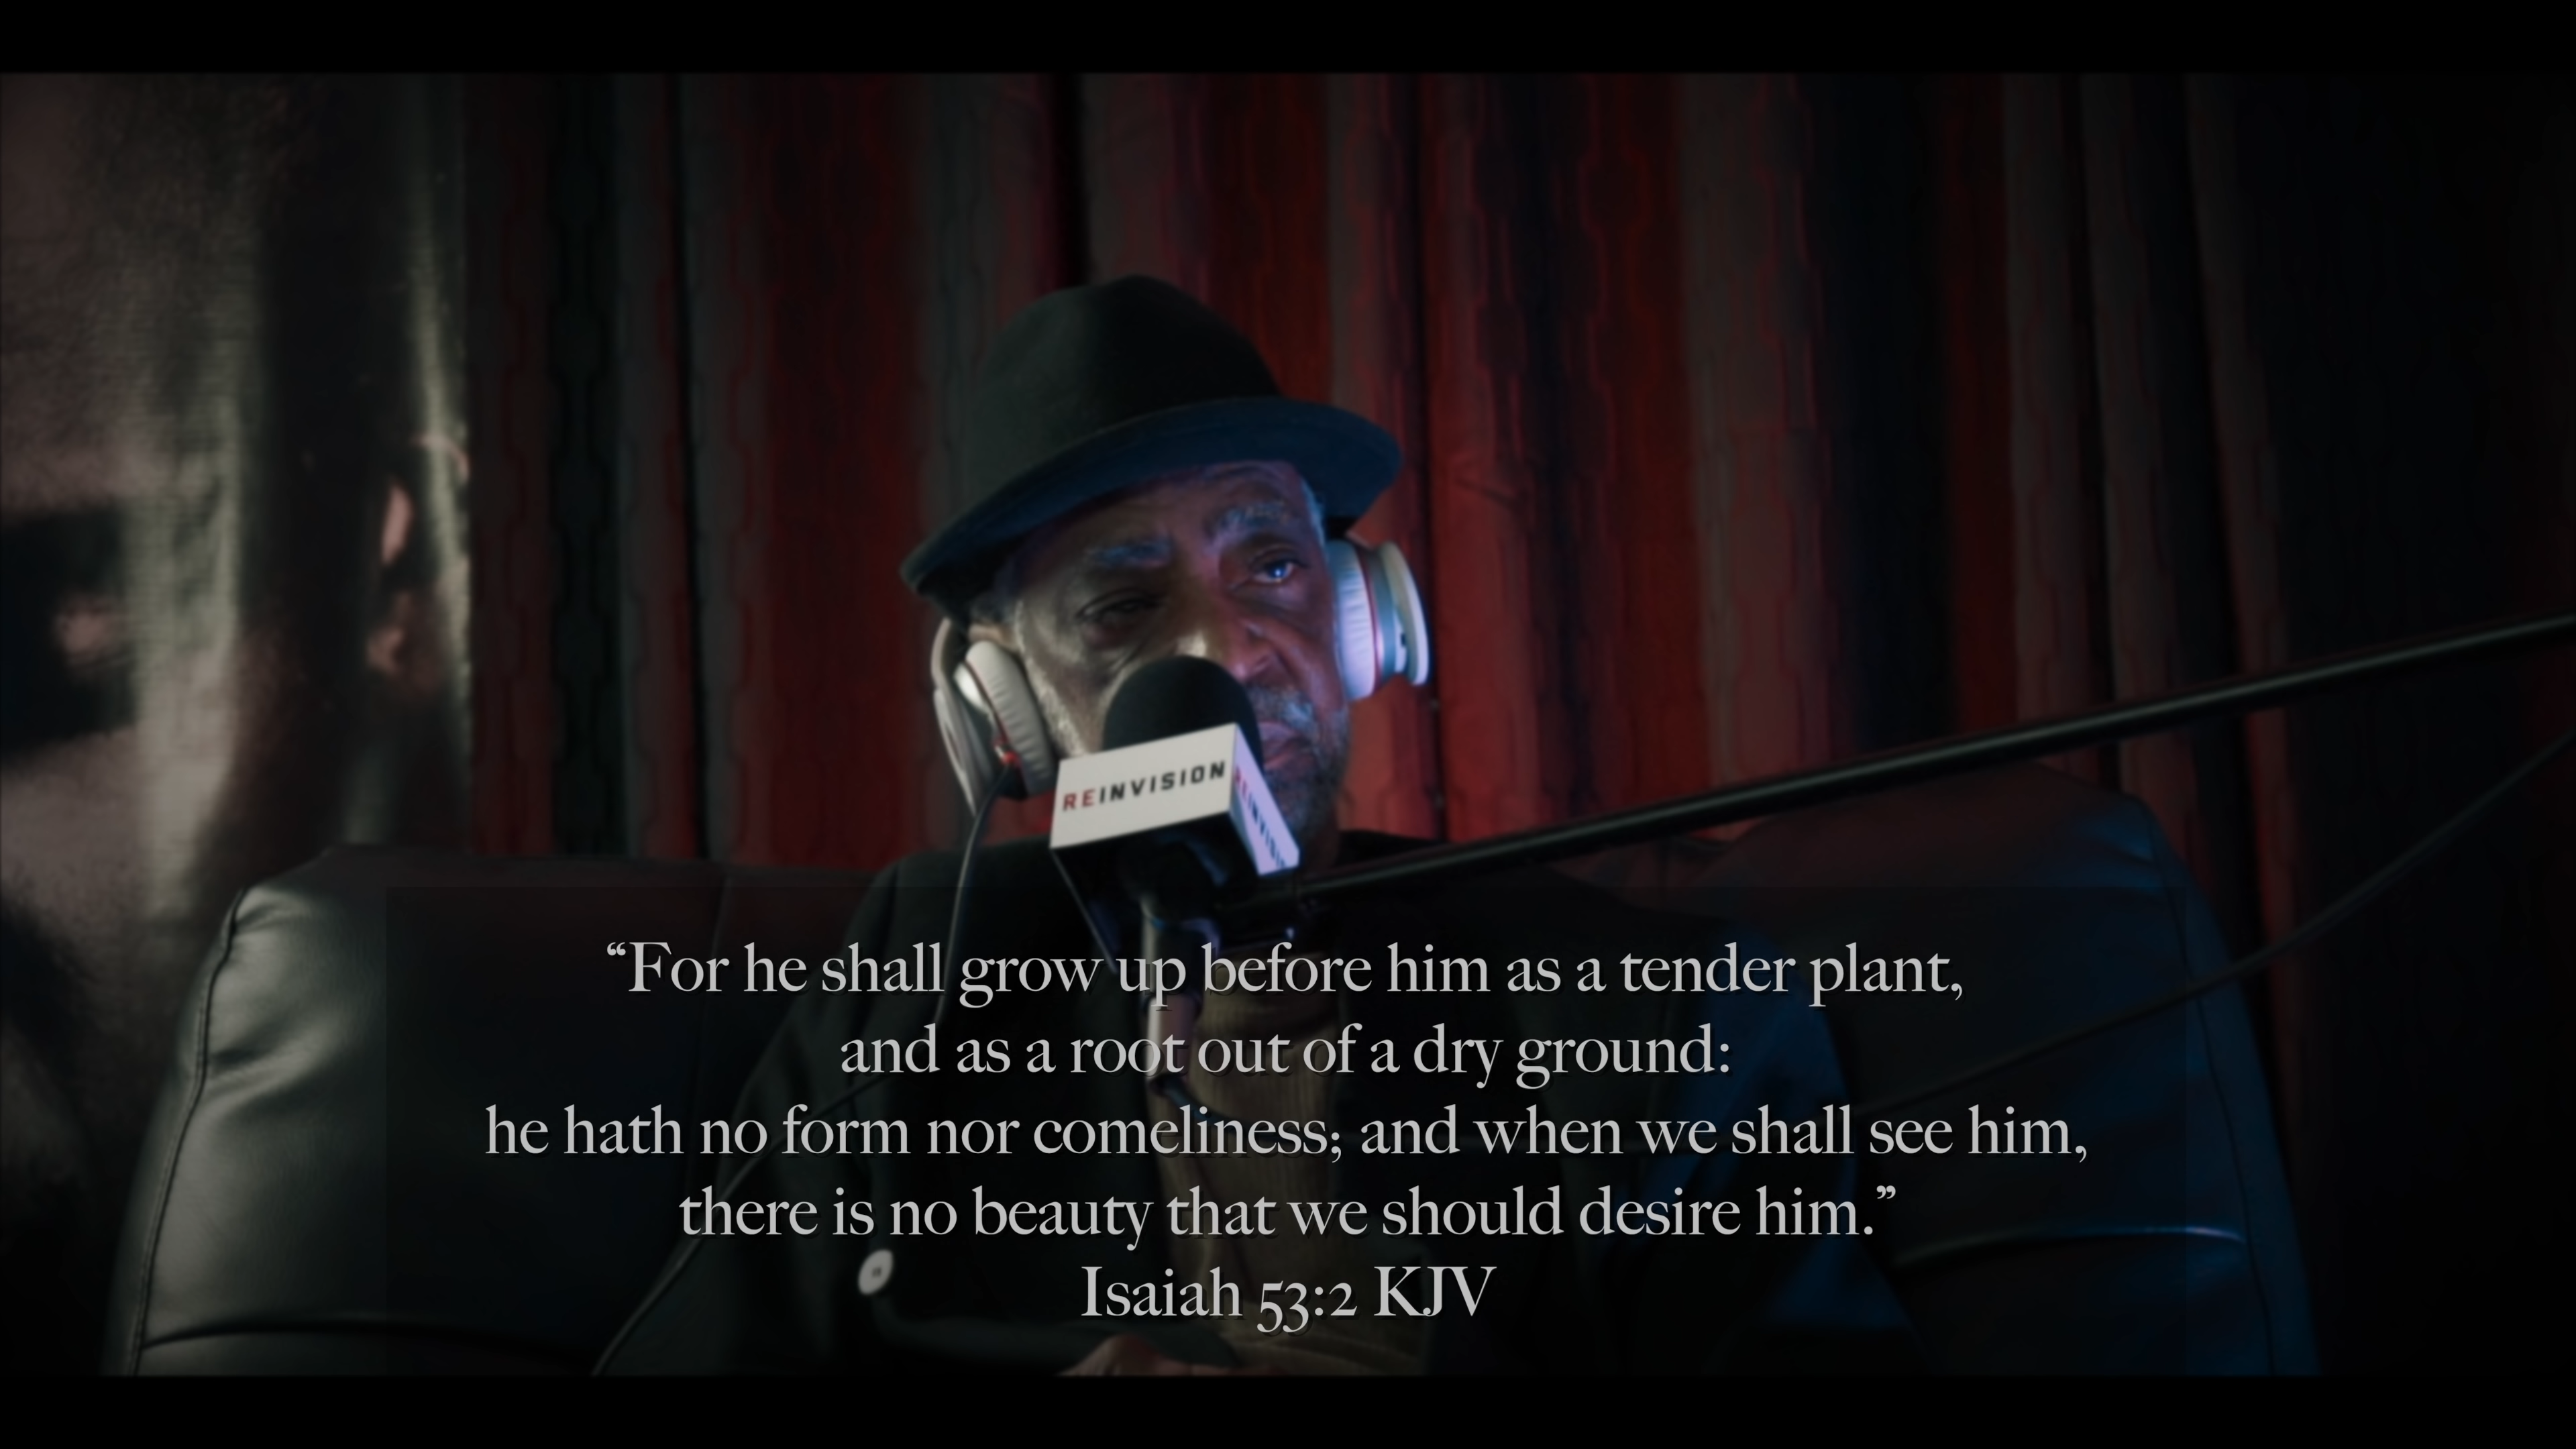 REINVISION
“For he shall grow up before him as a tender plant,
and as a root out of a dry ground:
he hath no form nor comeliness; and when we shall see him,
there is no beauty that we should desire him.”
Isaiah 53:2 KJV